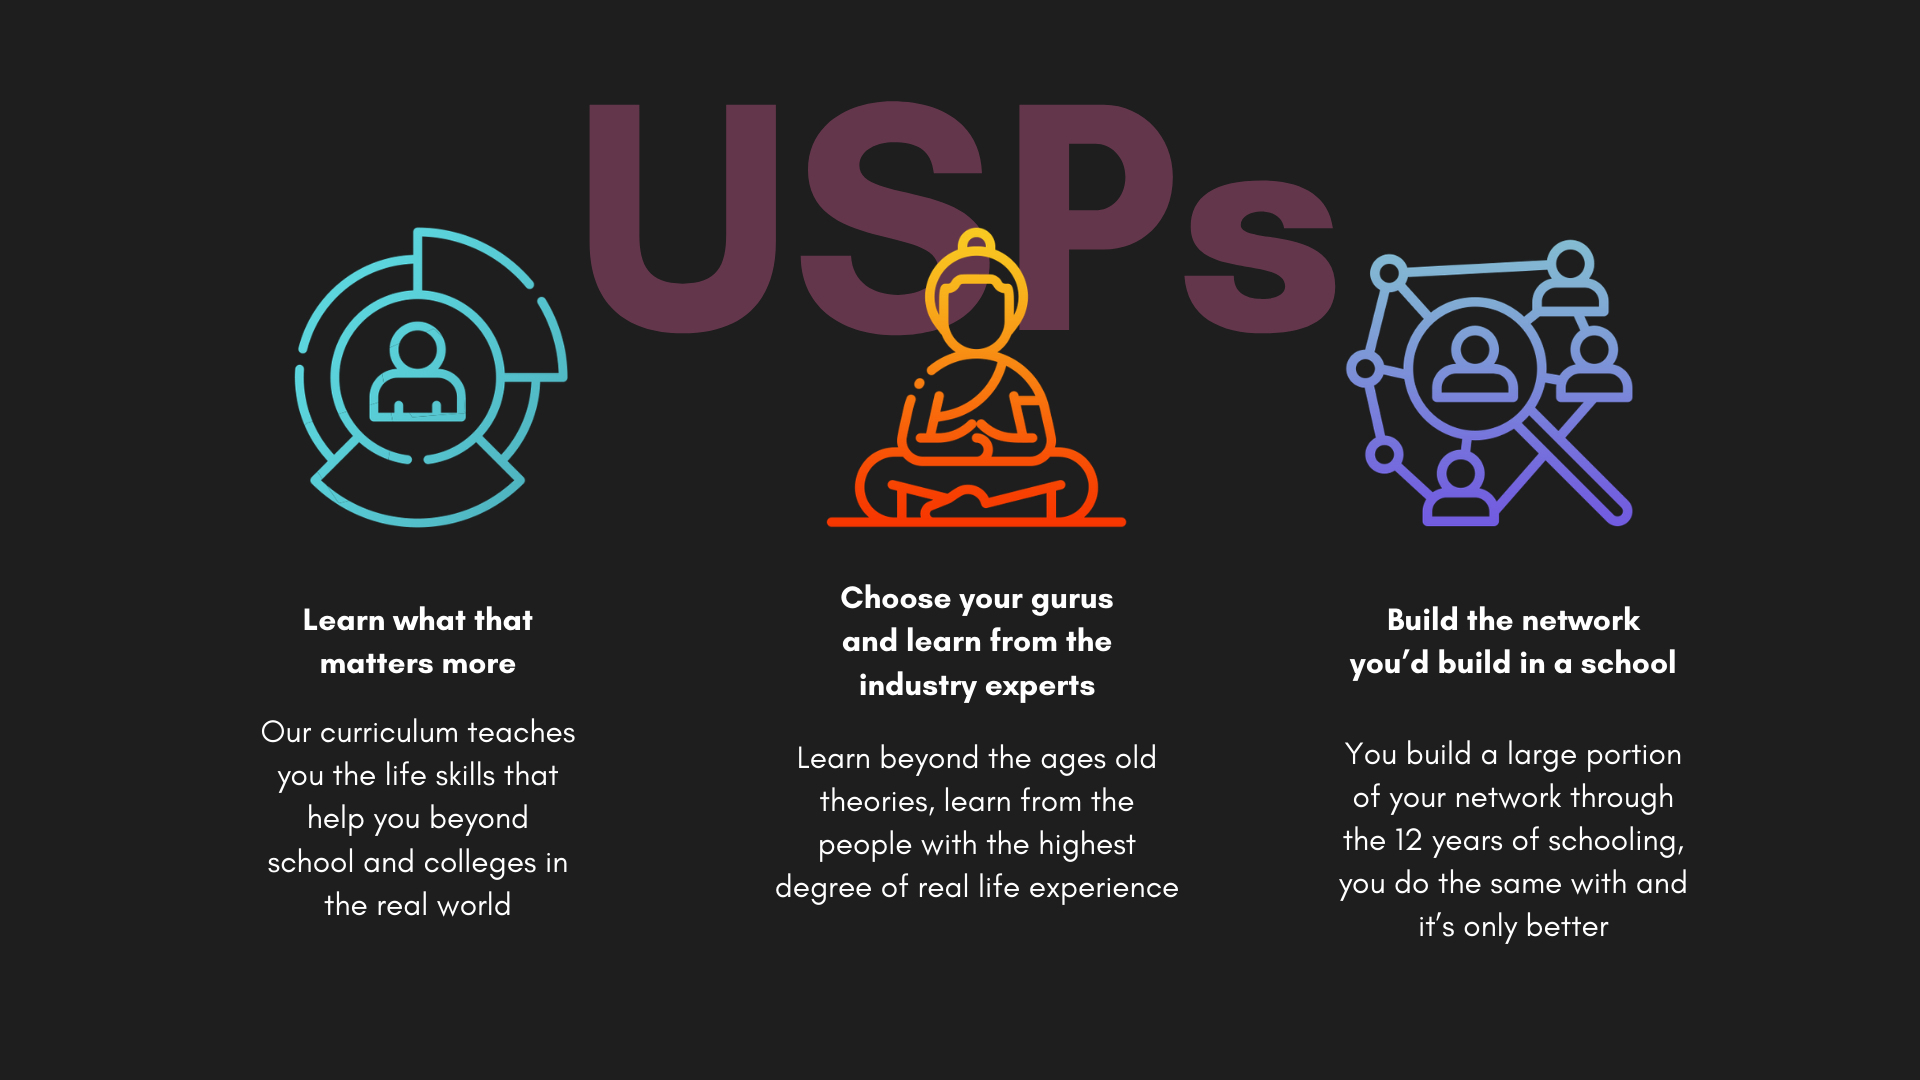 USPs
Learn what that
matters more
Our curriculum teaches
you the life skills that
help you beyond
school and colleges in
the real world
Choose your gurus
and learn from the
industry experts
Learn beyond the ages old
theories, learn from the
people with the highest
degree of real life experience
Build the network
you’d build in a school
You build a large portion
of your network through
the 12 years of schooling,
you do the same with and
it’s only better